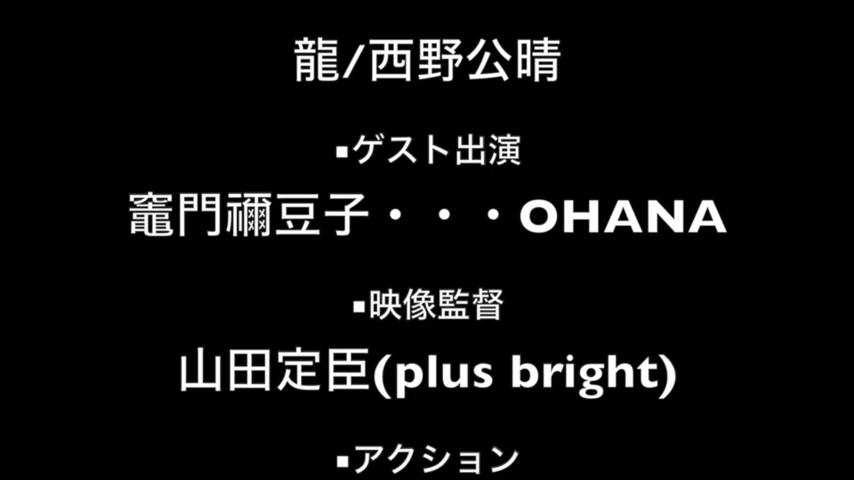 龍/西野公晴
▪ゲスト出演
竈門禰豆子・・・OHANA
▪映像監督
山田定臣(plus bright)
▪アクション